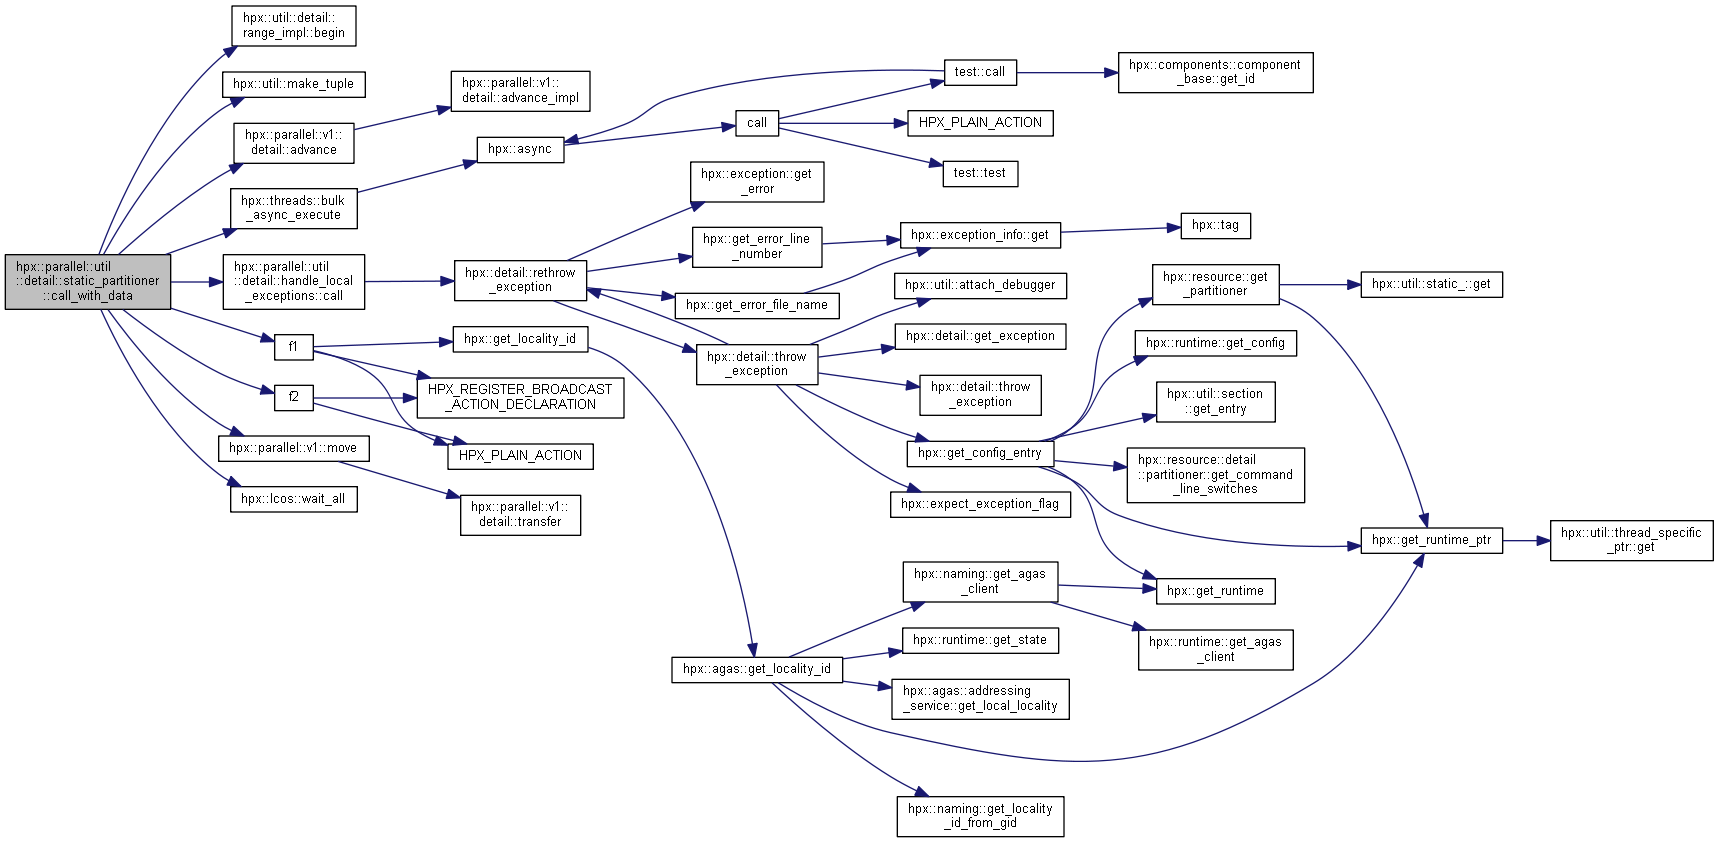 hpx::parallel::util
::detail::static_partitioner
::call_with_data
hpx::util::detail::
range_impl::begin
hpx::util::make_tuple
hpx::parallel::v1::
detail::advance
hpx::threads::bulk
_async_execute
hpx::parallel::util
::detail::handle_local
_exceptions::call
f1
f2
hpx::parallel::v1::move
hpx::lcos::wait_all
hpx::parallel::v1::
detail::advance_impl
hpx::async
hpx::detail::rethrow
_exception
hpx::get_locality_id
HPX_REGISTER_BROADCAST
_ACTION_DECLARATION
HPX_PLAIN_ACTION
hpx::parallel::v1::
detail::transfer
call
hpx::exception::get
_error
hpx::get_error_line
_number
hpx::get_error_file_name
hpx::detail::throw
_exception
hpx::agas::get_locality_id
test::call
HPX_PLAIN_ACTION
test::test
hpx::exception_info::get
hpx::util::attach_debugger
hpx::detail::get_exception
hpx::detail::throw
_exception
hpx::get_config_entry
hpx::expect_exception_flag
hpx::naming::get_agas
_client
hpx::runtime::get_state
hpx::agas::addressing
_service::get_local_locality
hpx::naming::get_locality
_id_from_gid
hpx::components::component
_base::get_id
hpx::tag
hpx::resource::get
_partitioner
hpx::runtime::get_config
hpx::util::section
::get_entry
hpx::resource::detail
::partitioner::get_command
_line_switches
hpx::get_runtime
hpx::runtime::get_agas
_client
hpx::util::static_::get
hpx::get_runtime_ptr
hpx::util::thread_specific
_ptr::get